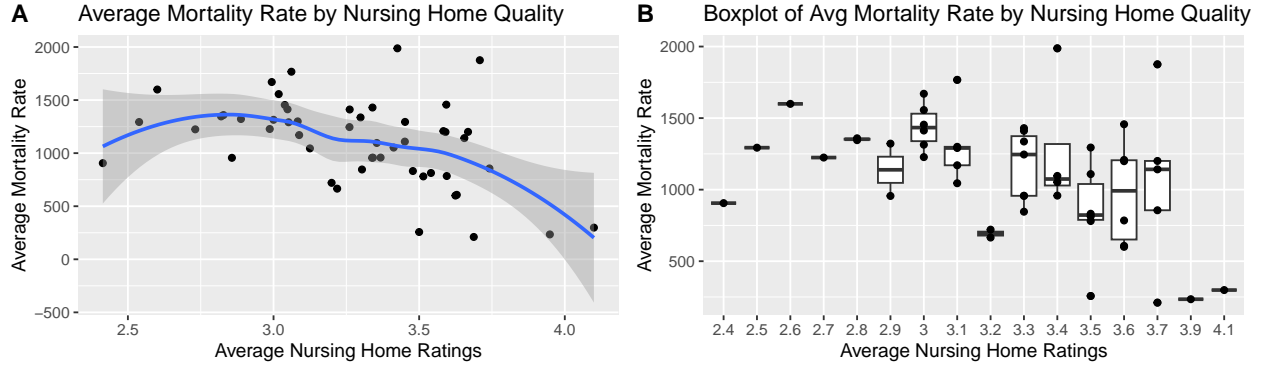 A Average Mortality Rate by Nursing Home Quality
Average Mortality Rate
2000
1500
1000
500
0
−500
2.5 3.0 3.5 4.0
Average Nursing Home Ratings
B Boxplot of Avg Mortality Rate by Nursing Home Quality
Average Mortality Rate
2000
1500
1000
500
2.4 2.5 2.6 2.7 2.8 2.9 3 3.1 3.2 3.3 3.4 3.5 3.6 3.7 3.9 4.1
Average Nursing Home Ratings